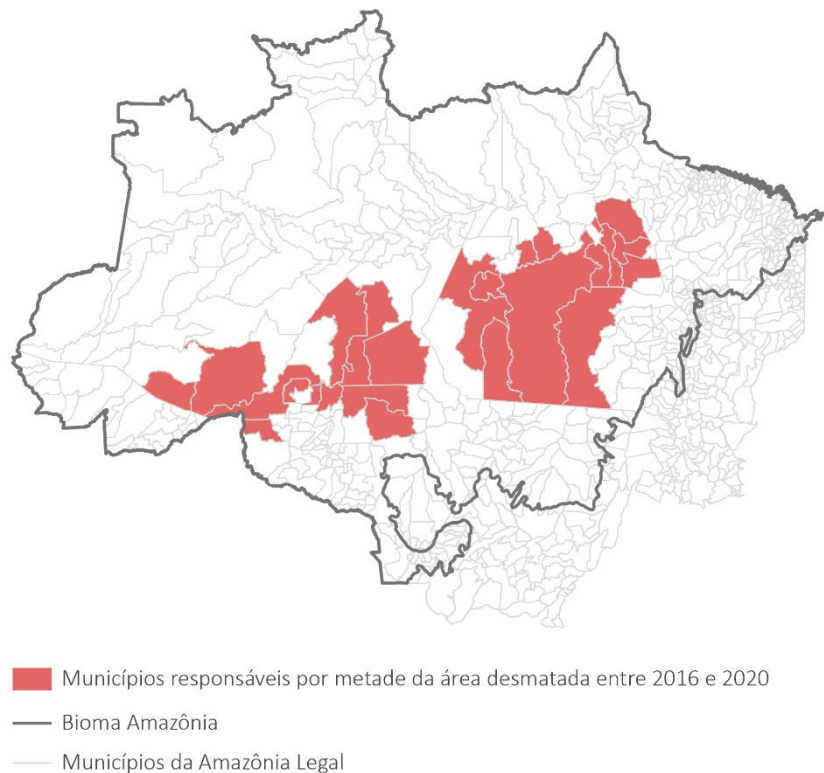 Municípios responsáveis por metade da área desmatada entre 2016 e 2020
Bioma Amazônia
Municípios da Amazônia Legal